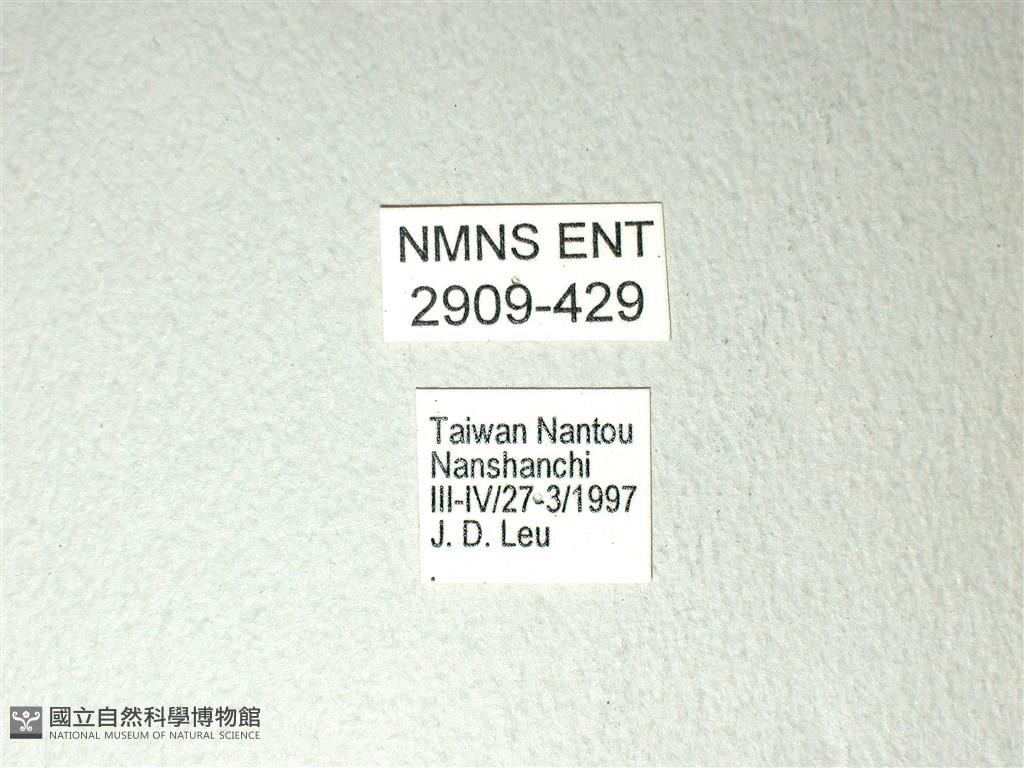 NMNS ENT
2909-429
Taiwan Nantou
Nanshanchi
III-IV/27-3/1997
J. D. Leu
國立自然科學博物館
NATIONAL MUSEUM OF NATURAL SCIENCE